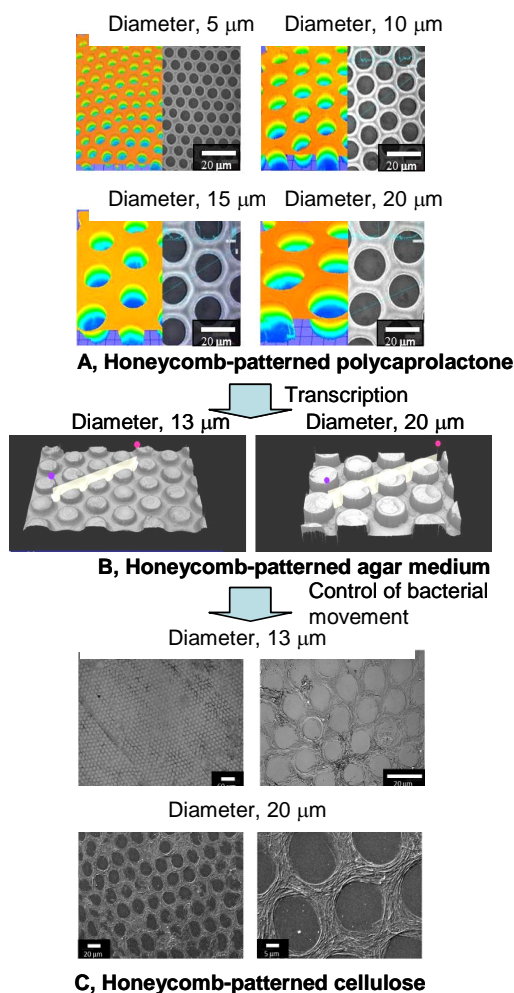 Diameter, 5 μm Diameter, 10 μm
20 μm 20 μm
Diameter, 15 μm Diameter, 20 μm
20 μm 20 μm
A, Honeycomb-patterned polycaprolactone
Transcription
Diameter, 13 μm Diameter, 20 μm
B, Honeycomb-patterned agar medium
Control of bacterial
movement
Diameter, 13 μm
20 μm
Diameter, 20 μm
20 μm 5 μm
C, Honeycomb-patterned cellulose